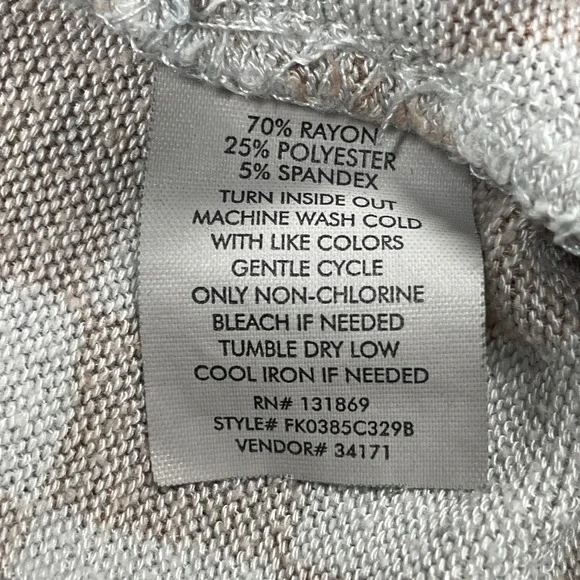 70% RAYON
25% POLYESTER
5% SPANDEX
TURN INSIDE OUT
MACHINE WASH COLD
WITH LIKE COLORS
GENTLE CYCLE
ONLY NON-CHLORINE
BLEACH IF NEEDED
TUMBLE DRY LOW
COOL IRON IF NEEDED
RN# 131869
STYLE# FK0385C329B
VENDOR# 34171